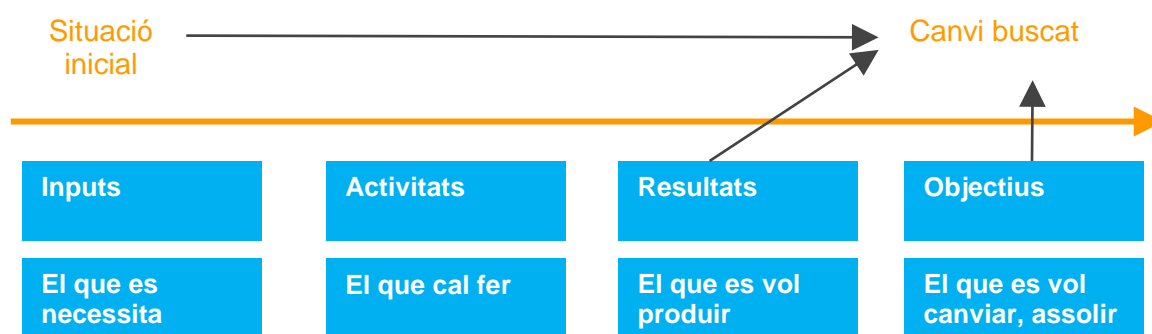 Situació
inicial
Canvi buscat
Inputs
Activitats
Resultats
Objectius
El que es
necessita
El que cal fer
El que es vol
produir
El que es vol
canviar, assolir